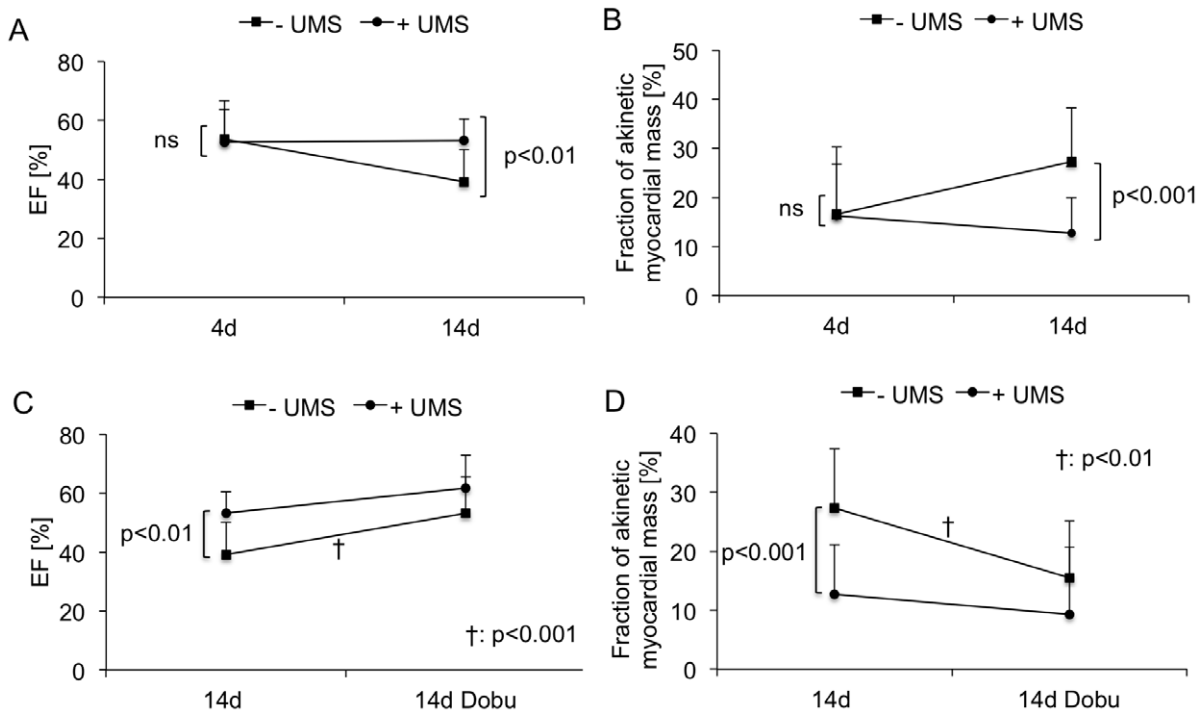 A
- UMS + UMS
EF [%]
80
60
40
20
0
ns
p<0.01
4d 14d
B
- UMS + UMS
Fraction of akinetic
myocardial mass [%]
50
40
30
20
10
0
ns
p<0.001
4d 14d
C
- UMS + UMS
EF [%]
80
60
40
20
0
p<0.01
†
†: p<0.001
14d 14d Dobu
D
- UMS + UMS
Fraction of akinetic
myocardial mass [%]
40
30
20
10
0
†: p<0.01
†
p<0.001
14d 14d Dobu